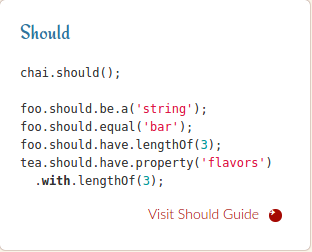 Should
chai.should();
foo.should.be.a('string');
foo.should.equal('bar');
foo.should.have.lengthOf(3);
tea.should.have.property('flavors')
  .with.lengthOf(3);
Visit Should Guide